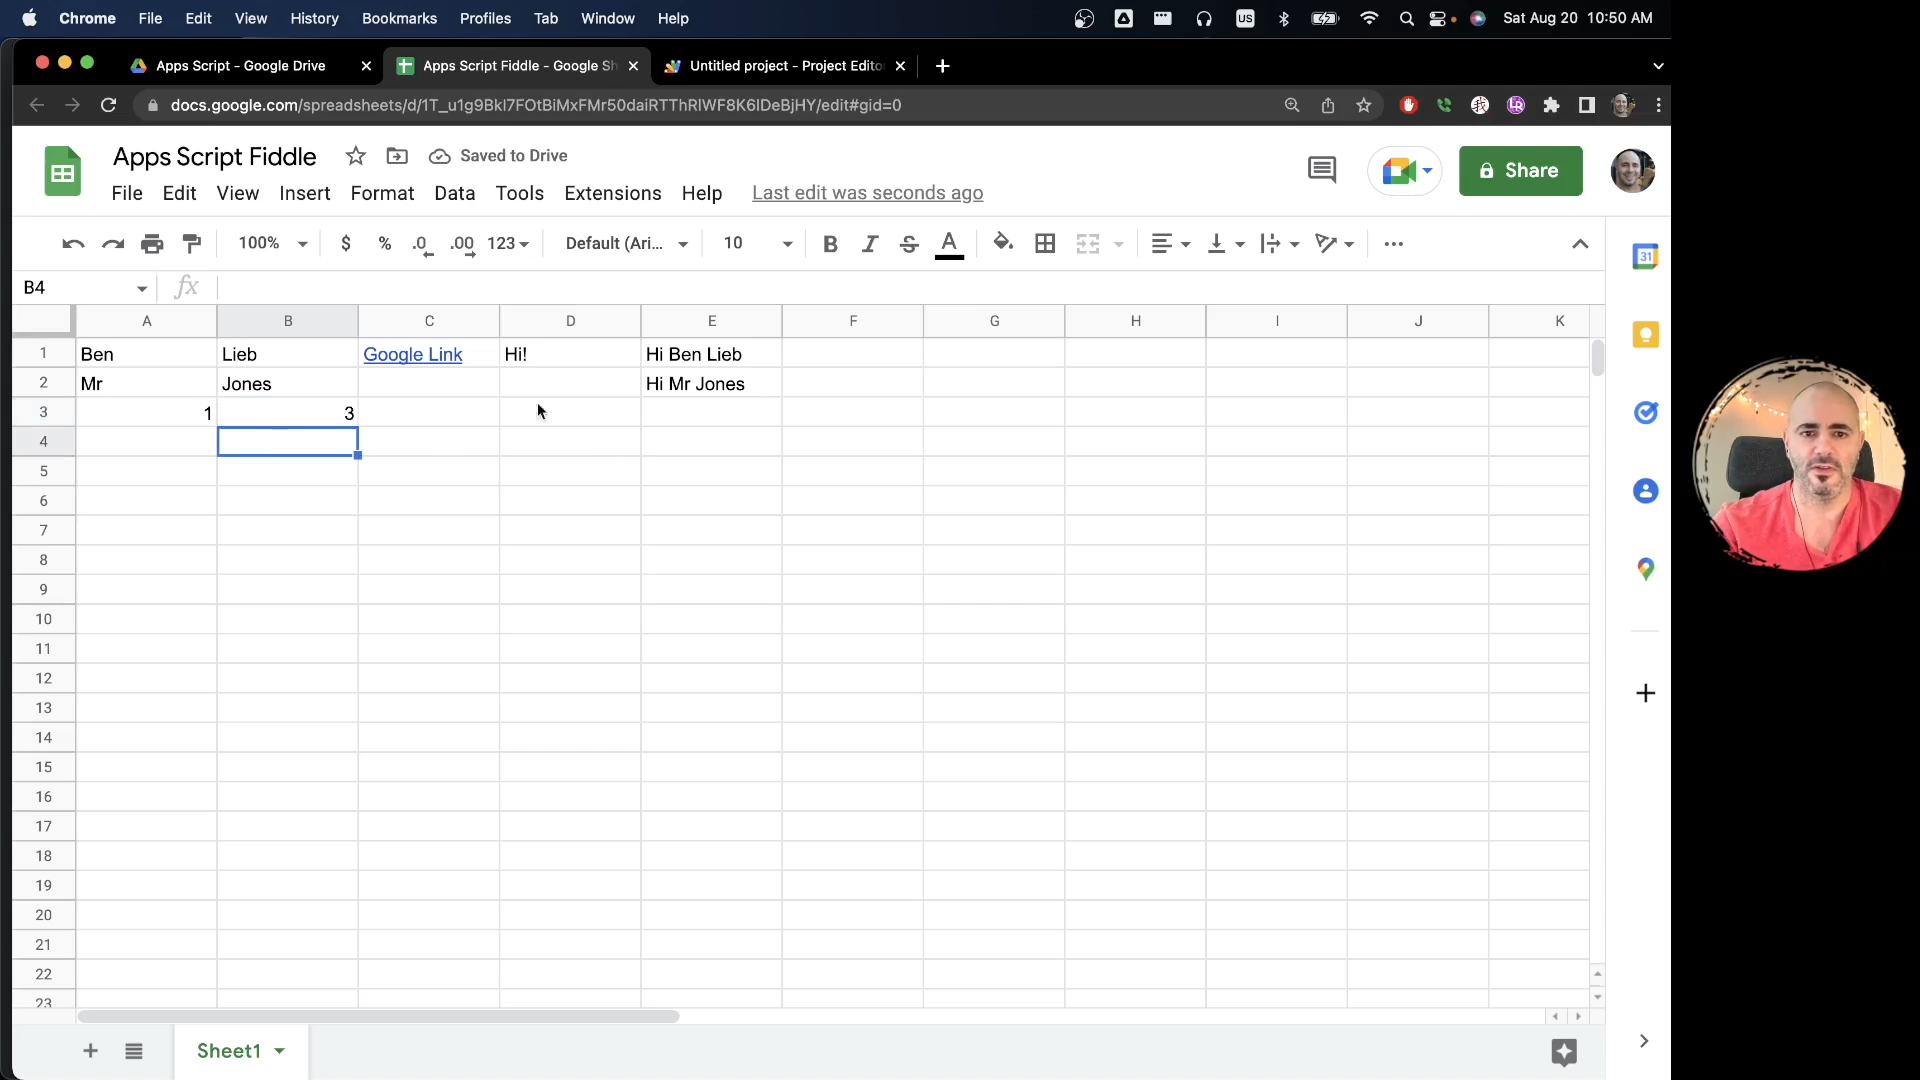 Chrome File Edit View History Bookmarks Profiles Tab Window Help US Sat Aug 20 10:50 AM
Apps Script - Google Drive Apps Script Fiddle - Google Sh Untitled project - Project Edito
docs.google.com/spreadsheets/d/1T_u1g9Bkl7FOtBiMxFMr50daiRTThRlWF8K6IDeBjHY/edit#gid=0
Apps Script Fiddle Saved to Drive
Share
File Edit View Insert Format Data Tools Extensions Help Last edit was seconds ago
100% $ % .0 .00 123 Default (Ari... 10 B I S A
31
B4 fx
A B C D E F G H I J K
1 Ben Lieb Google Link Hi! Hi Ben Lieb
2 Mr Jones Hi Mr Jones
3 1 3
4
5
6
7
8
9
10
11
12
13
14
15
16
17
18
19
20
21
22
23
Sheet1